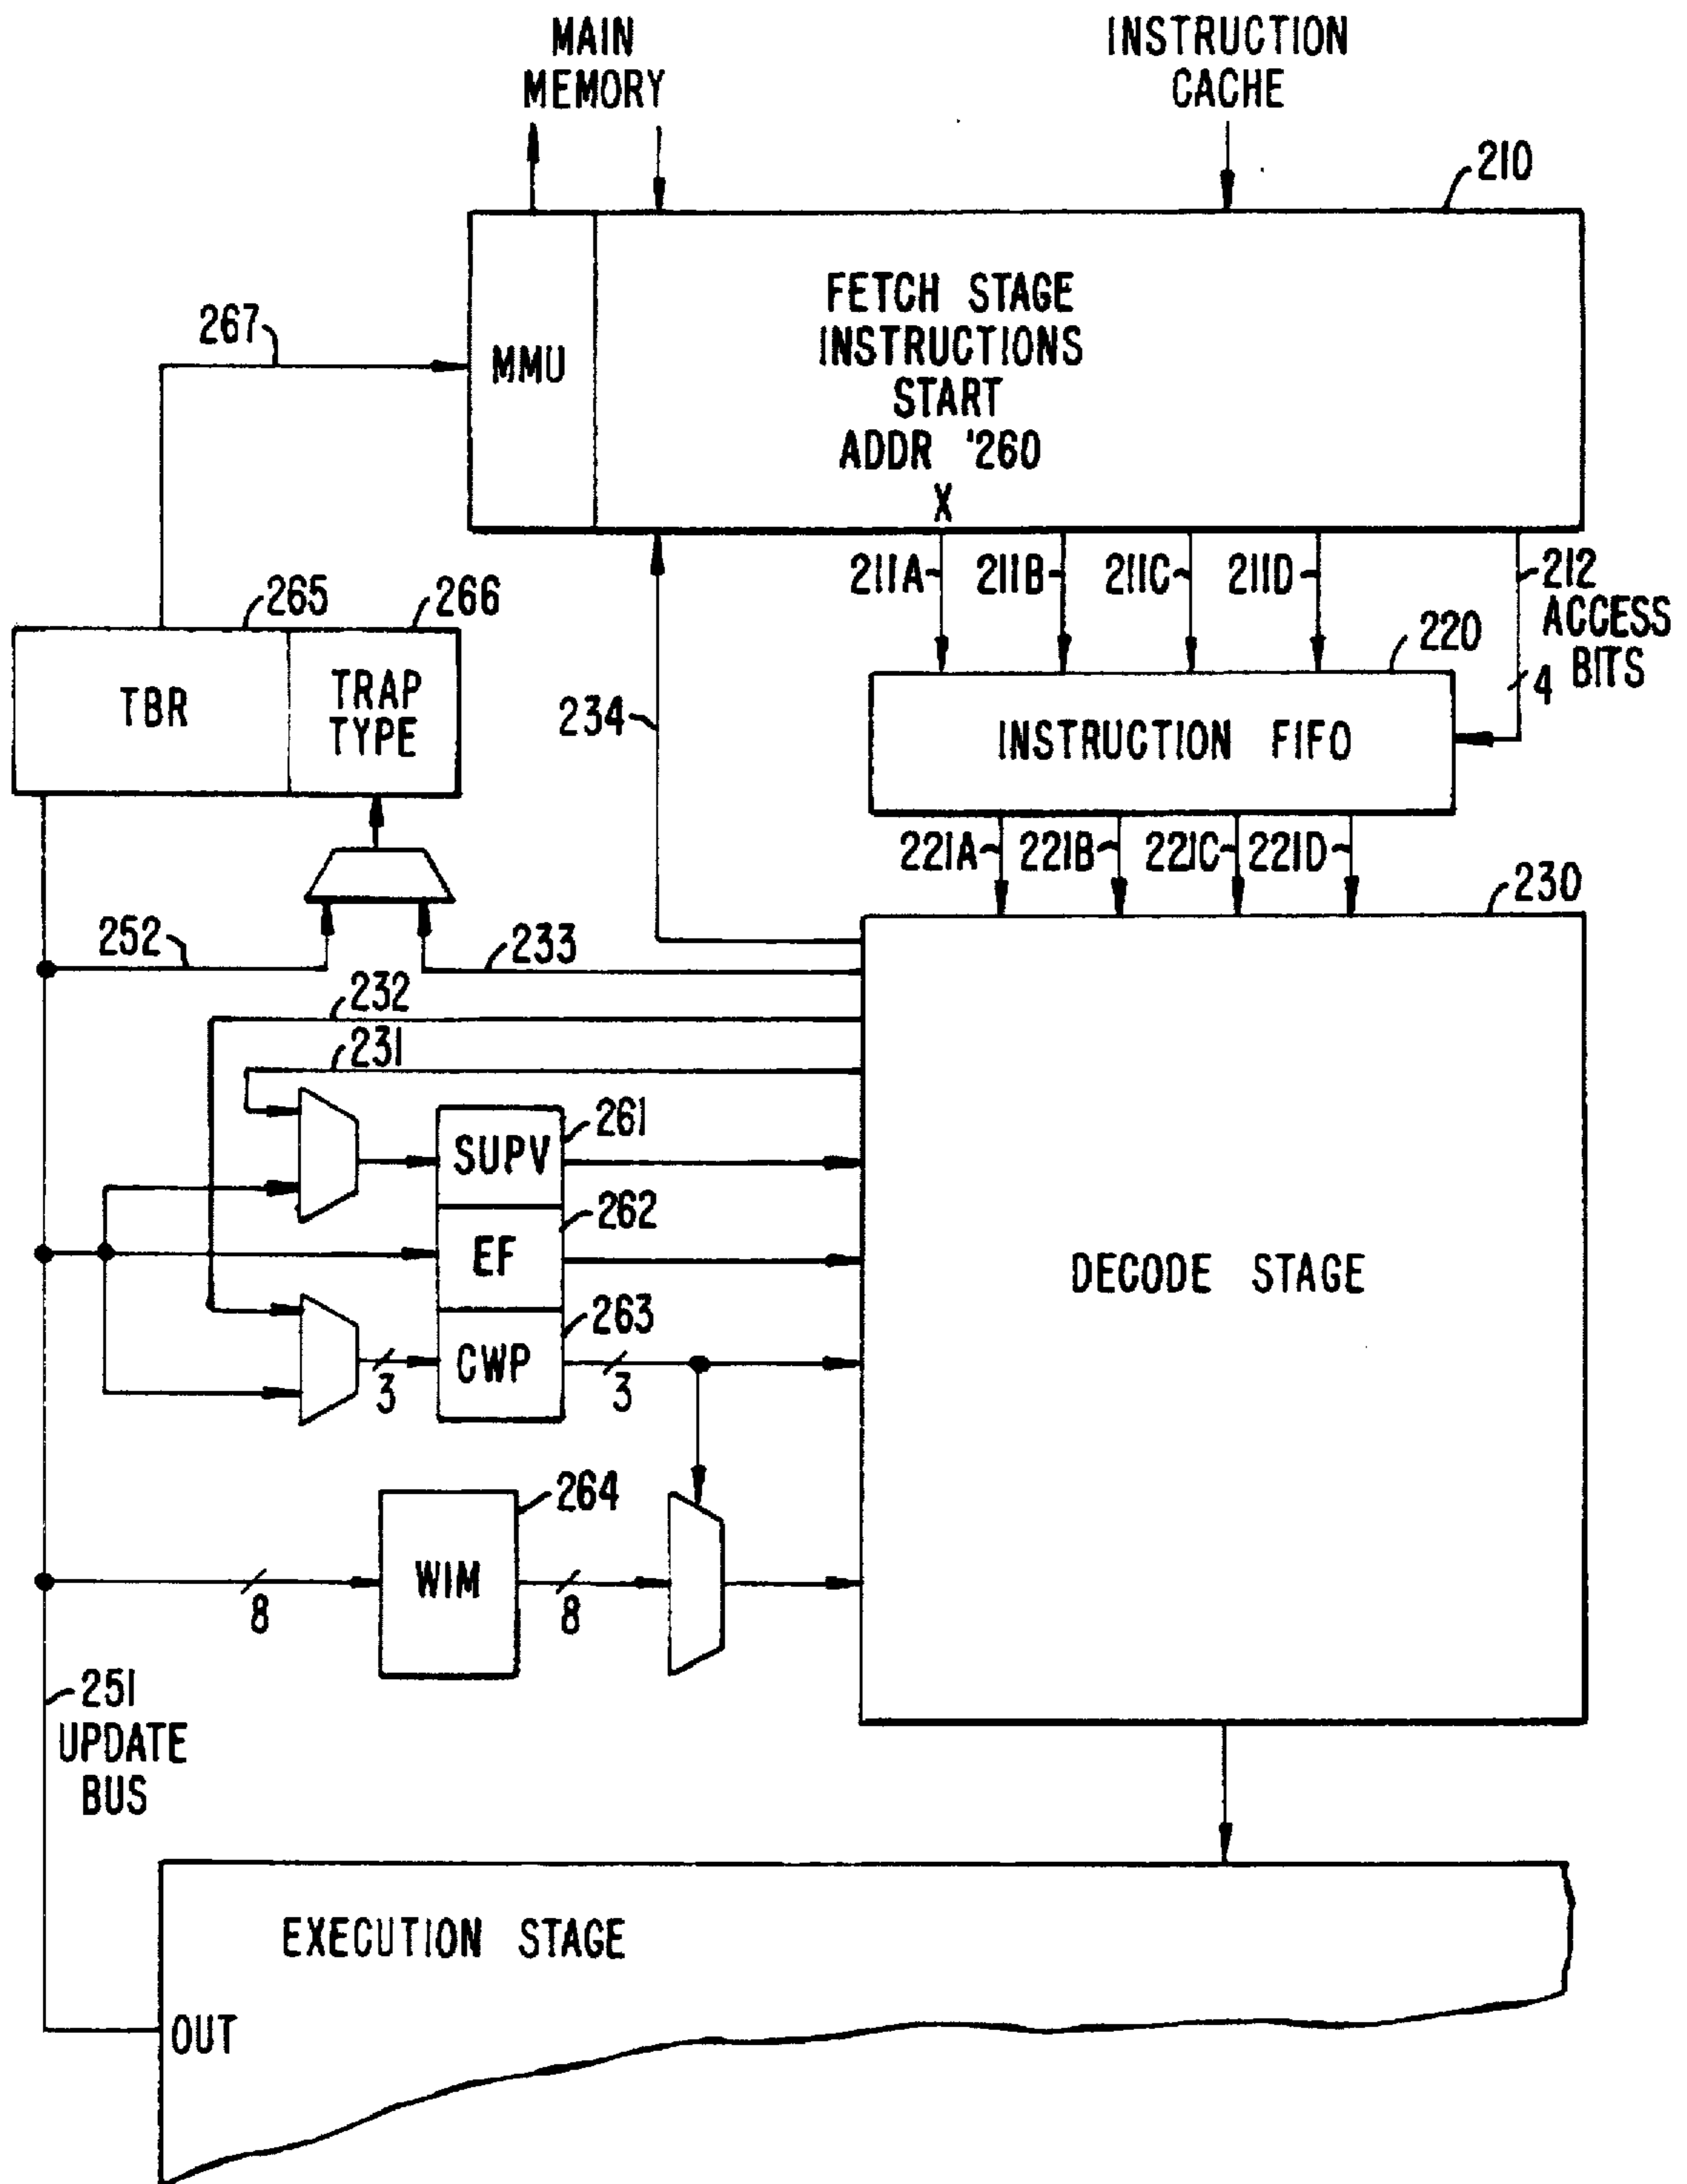 MAIN
MEMORY
INSTRUCTION
CACHE
210
267
MMU
FETCH STAGE
INSTRUCTIONS
START
ADDR '260
X
211A
211B
211C
211D
212
ACCESS
BITS
4
265
266
TBR
TRAP
TYPE
234
220
INSTRUCTION FIFO
221A
221B
221C
221D
230
252
233
232
231
SUPV
261
EF
262
CWP
263
3
3
DECODE STAGE
WIM
264
8
8
251
UPDATE
BUS
EXECUTION STAGE
OUT